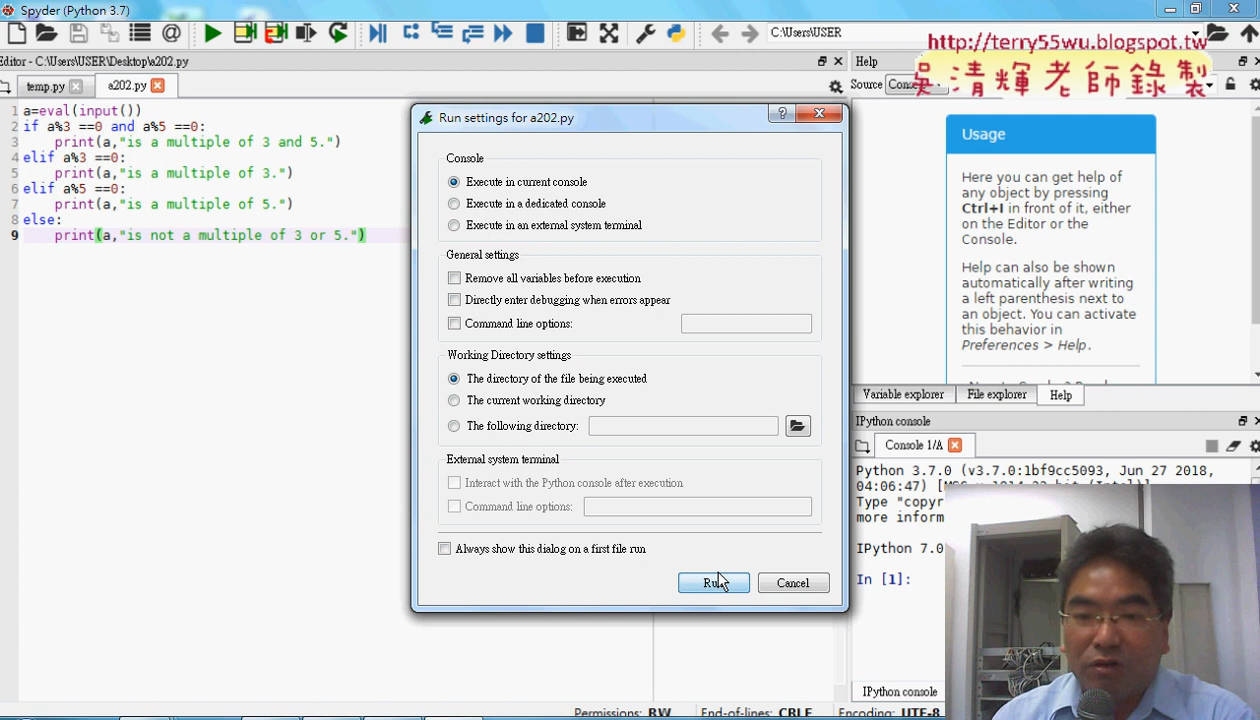 Spyder (Python 3.7)
C:\Users\USER
http://terry55wu.blogspot.tw
吳清輝老師錄製
Editor - C:\Users\USER\Desktop\a202.py
Help
temp.py
a202.py
Source
1 a=eval(input())
2 if a%3 ==0 and a%5 ==0:
3 print(a,"is a multiple of 3 and 5.")
4 elif a%3 ==0:
5 print(a,"is a multiple of 3.")
6 elif a%5 ==0:
7 print(a,"is a multiple of 5.")
8 else:
9 print(a,"is not a multiple of 3 or 5.")
Run settings for a202.py
Console
Execute in current console
Execute in a dedicated console
Execute in an external system terminal
General settings
Remove all variables before execution
Directly enter debugging when errors appear
Command line options:
Working Directory settings
The directory of the file being executed
The current working directory
The following directory:
External system terminal
Interact with the Python console after execution
Command line options:
Always show this dialog on a first file run
Run
Cancel
Usage
Here you can get help of
any object by pressing
Ctrl+I in front of it, either
on the Editor or the
Console.
Help can also be shown
automatically after writing
a left parenthesis next to
an object. You can activate
this behavior in
Preferences > Help.
Variable explorer
File explorer
Help
IPython console
Console 1/A
Python 3.7.0 (v3.7.0:1bf9cc5093, Jun 27 2018,
04:06:47)
Type "copyr
more inform
IPython 7.0
In [1]:
IPython console
Permissions: RW
End-of-lines: CRLF
Encoding: UTF-8